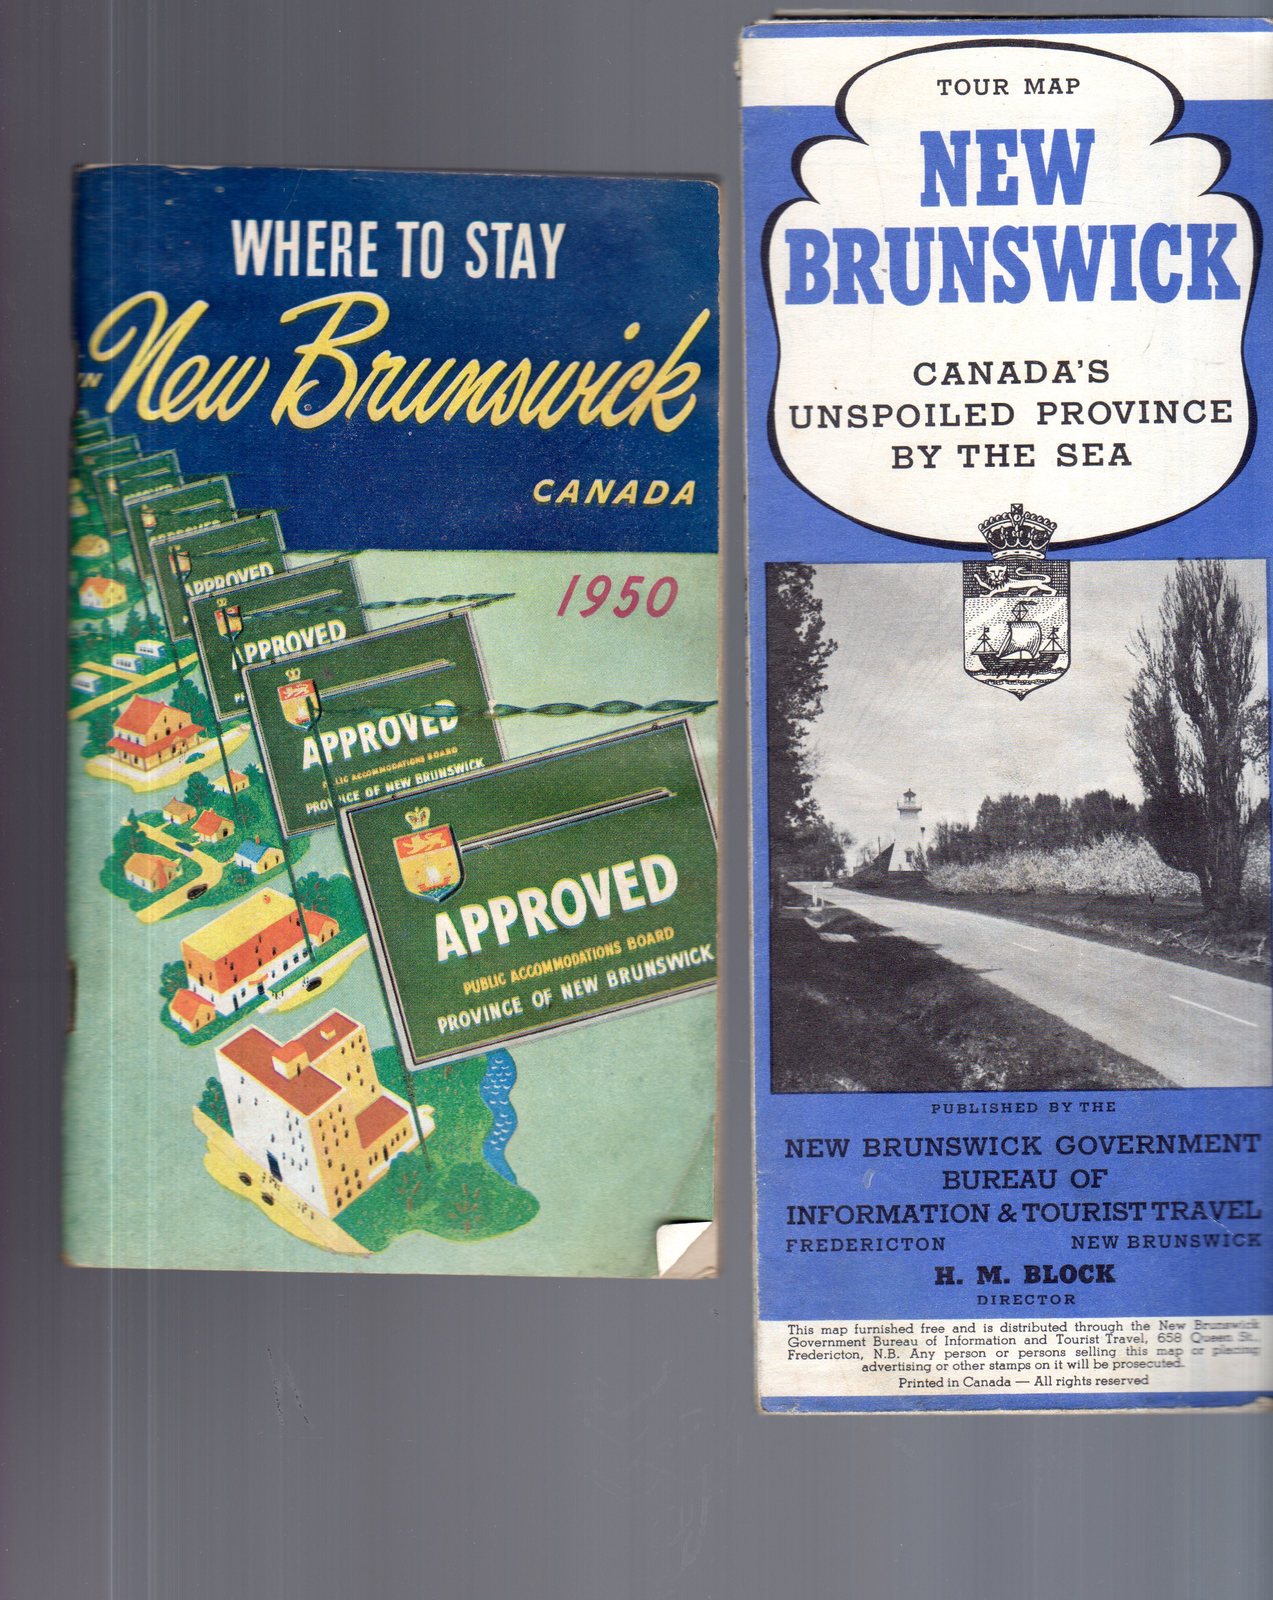 WHERE TO STAY
IN New Brunswick
CANADA
1950
APPROVED
APPROVED
APPROVED
APPROVED
PROVINCE OF NEW BRUNSWICK
APPROVED
PUBLIC ACCOMMODATIONS BOARD
PROVINCE OF NEW BRUNSWICK
TOUR MAP
NEW
BRUNSWICK
CANADA'S
UNSPOILED PROVINCE
BY THE SEA
PUBLISHED BY THE
NEW BRUNSWICK GOVERNMENT
BUREAU OF
INFORMATION & TOURIST TRAVEL
FREDERICTON NEW BRUNSWICK
H. M. BLOCK
DIRECTOR
This map furnished free and is distributed through the New Brunswick
Government Bureau of Information and Tourist Travel, 658 Queen St.,
Fredericton, N.B. Any person or persons selling this map or placing
advertising or other stamps on it will be prosecuted.
Printed in Canada — All rights reserved